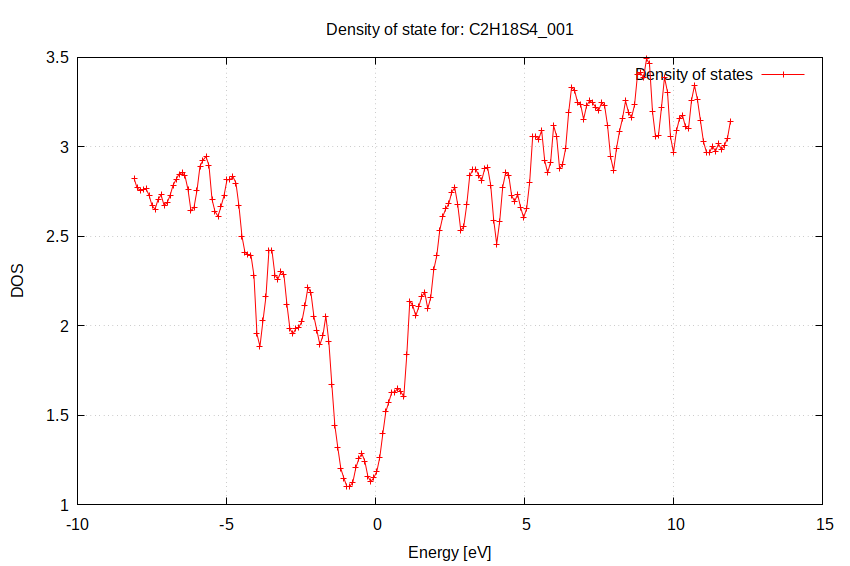 Density of state for: C2H18S4_001
Density of states
3.5
3
2.5
2
1.5
1
DOS
-10 -5 0 5 10 15
Energy [eV]